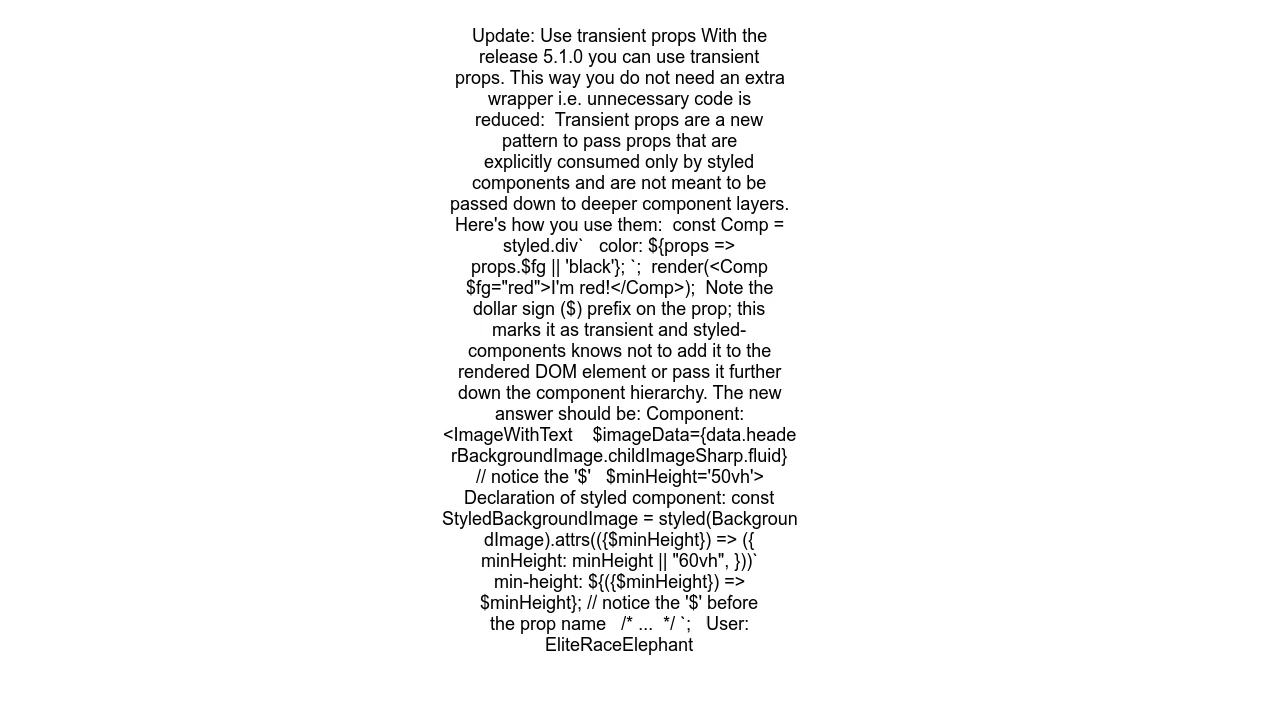 Update: Use transient props With the
release 5.1.0 you can use transient
props. This way you do not need an extra
wrapper i.e. unnecessary code is
reduced:  Transient props are a new
pattern to pass props that are
explicitly consumed only by styled
components and are not meant to be
passed down to deeper component layers.
Here's how you use them:  const Comp =
styled.div`   color: ${props =>
props.$fg || 'black'}; `;  render(<Comp
$fg="red">I'm red!</Comp>);  Note the
dollar sign ($) prefix on the prop; this
marks it as transient and styled-
components knows not to add it to the
rendered DOM element or pass it further
down the component hierarchy. The new
answer should be: Component:
<ImageWithText    $imageData={data.heade
rBackgroundImage.childImageSharp.fluid}
// notice the '$'   $minHeight='50vh'>
Declaration of styled component: const
StyledBackgroundImage = styled(Backgroun
dImage).attrs(({$minHeight}) => ({
minHeight: minHeight || "60vh", }))`
min-height: ${({$minHeight}) =>
$minHeight}; // notice the '$' before
the prop name   /* ...  */ `;   User:
EliteRaceElephant